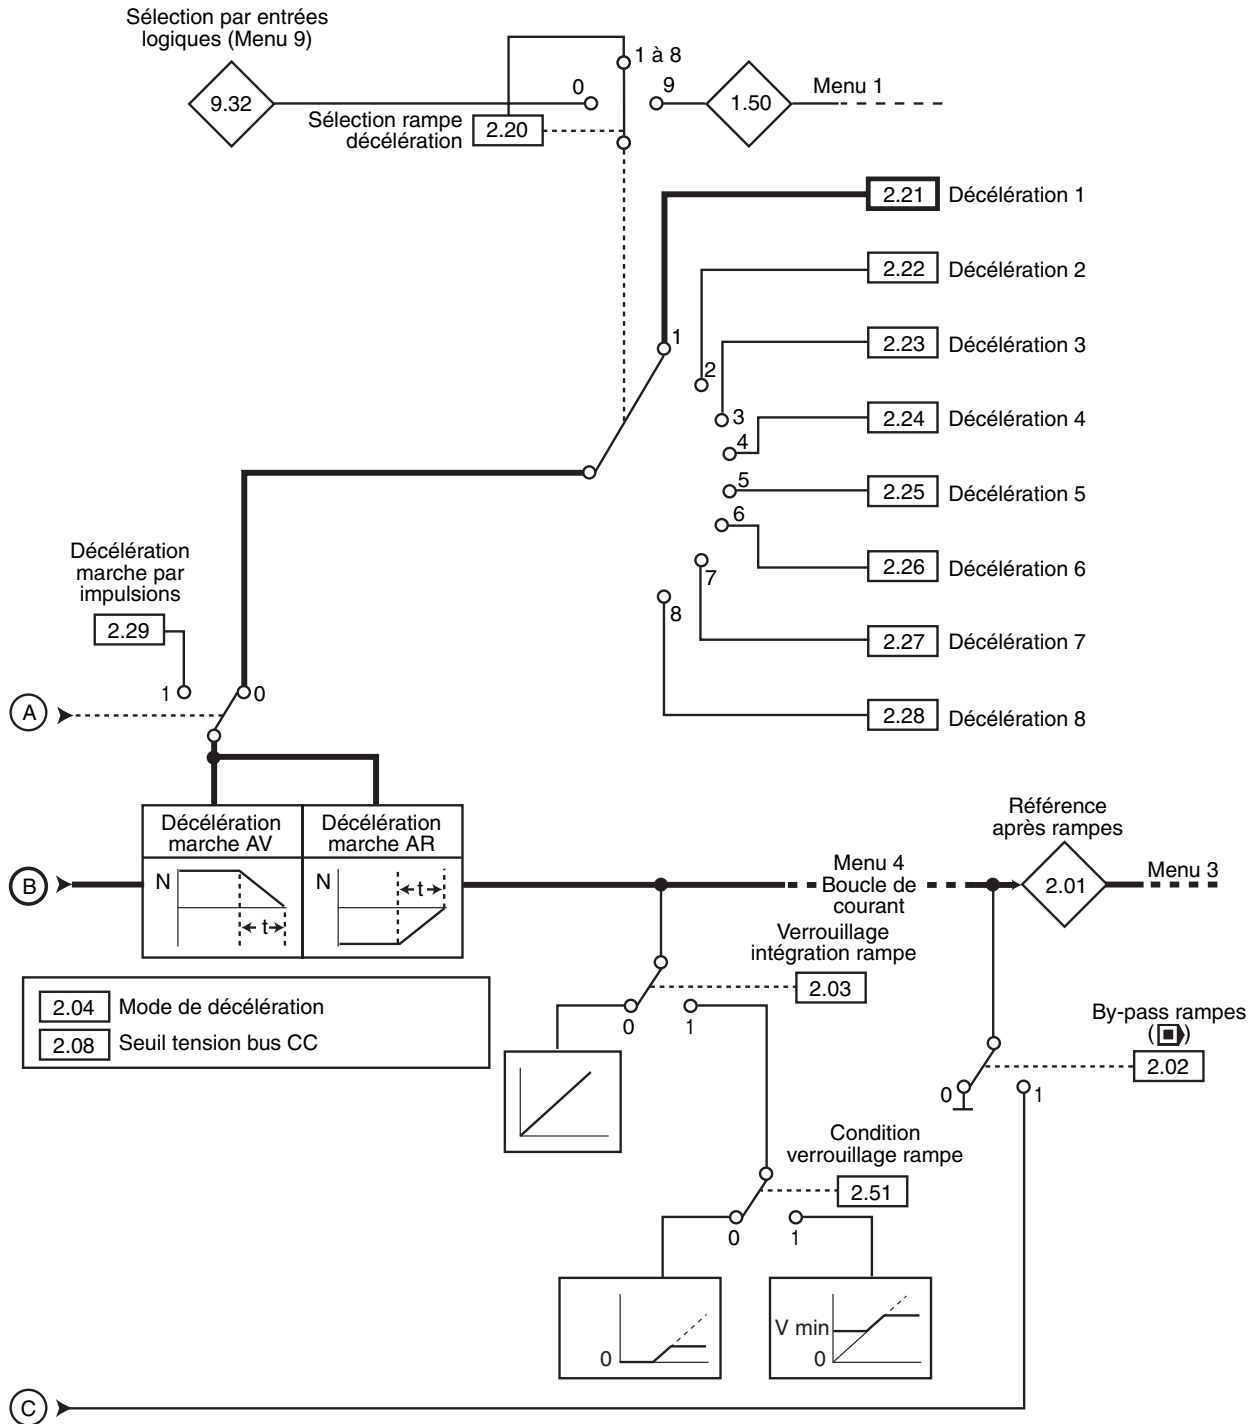 Sélection par entrées
logiques (Menu 9)
9.32
0
1 à 8
9
1.50
Menu 1
Sélection rampe
décélération
2.20
2.21 Décélération 1
2.22 Décélération 2
2.23 Décélération 3
2.24 Décélération 4
2.25 Décélération 5
2.26 Décélération 6
2.27 Décélération 7
2.28 Décélération 8
1
2
3
4
5
6
7
8
Décélération
marche par
impulsions
2.29
1
0
A
Décélération
marche AV
Décélération
marche AR
B
N
t
N
t
Menu 4
Boucle de
courant
Référence
après rampes
2.01
Menu 3
2.04 Mode de décélération
2.08 Seuil tension bus CC
Verrouillage
intégration rampe
2.03
0
1
By-pass rampes
( )
2.02
0
1
Condition
verrouillage rampe
2.51
0
1
0
V min
0
C